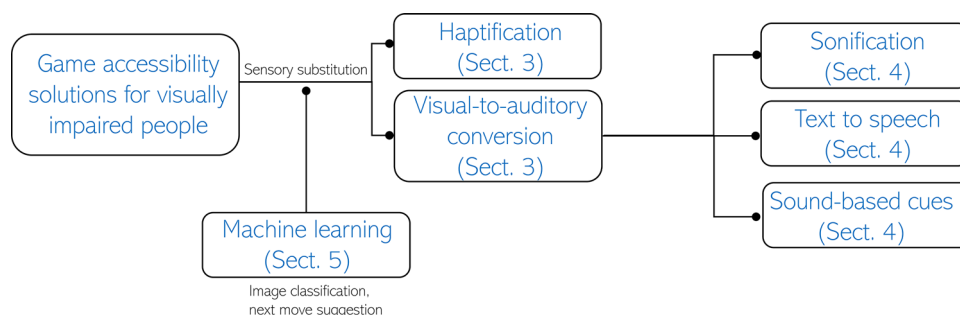 Game accessibility
solutions for visually
impaired people
Sensory substitution
Haptification
(Sect. 3)
Visual-to-auditory
conversion
(Sect. 3)
Sonification
(Sect. 4)
Text to speech
(Sect. 4)
Sound-based cues
(Sect. 4)
Machine learning
(Sect. 5)
Image classification,
next move suggestion